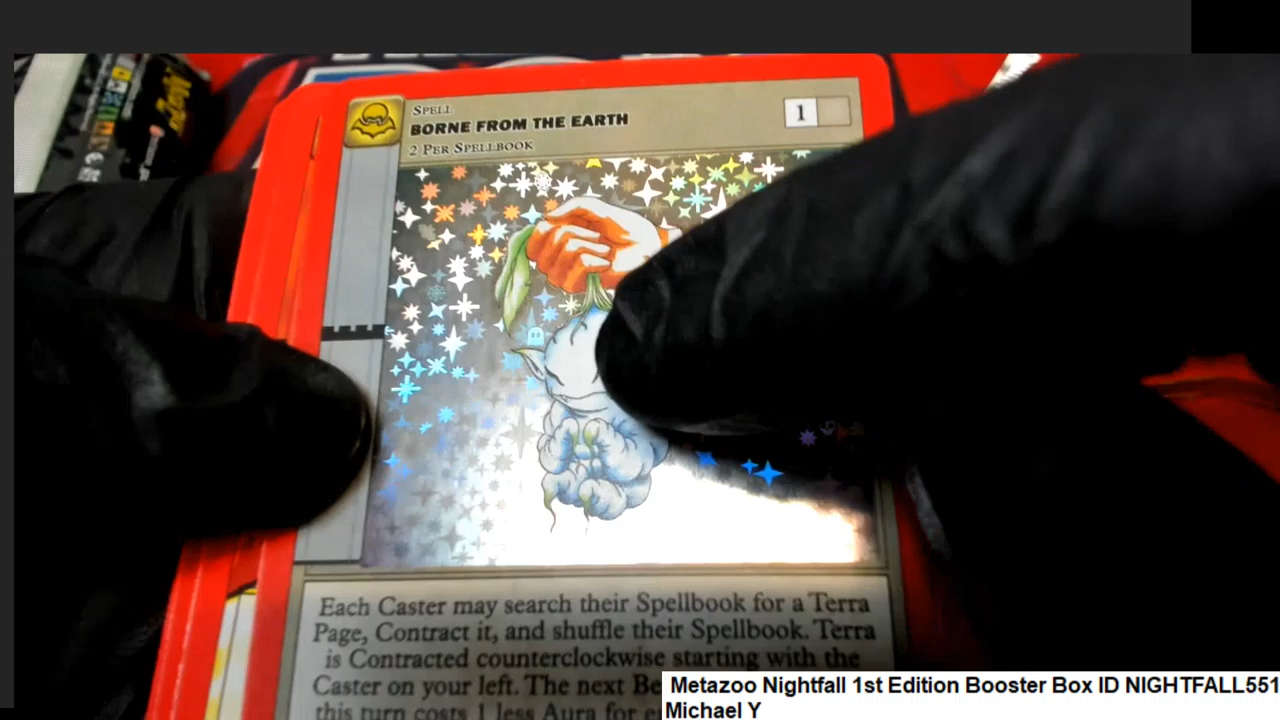 SPELL
BORNE FROM THE EARTH
1
2 PER SPELLBOOK
Each Caster may search their Spellbook for a Terra
Page, Contract it, and shuffle their Spellbook. Terra
is Contracted counterclockwise starting with the
Caster on your left. The next Be
this turn costs 1 less Aura for
Metazoo Nightfall 1st Edition Booster Box ID NIGHTFALL551
Michael Y